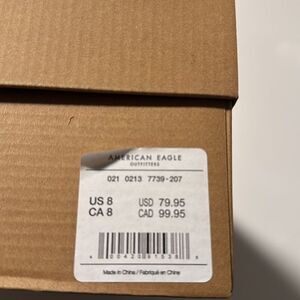 AMERICAN EAGLE
OUTFITTERS
021 0213 7739-207
US 8 USD 79.95
CA 8 CAD 99.95
Made in China / Fabriqué en Chine